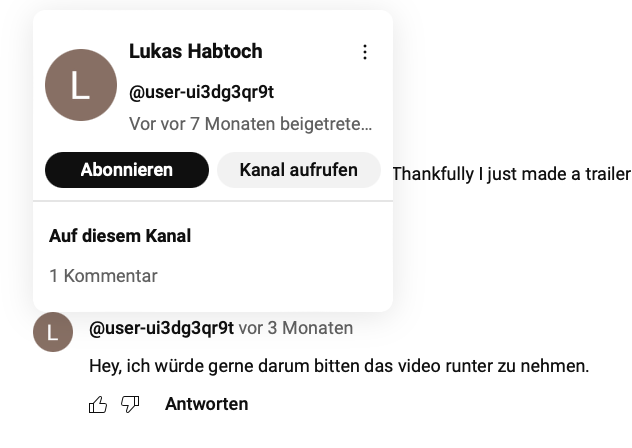 Lukas Habtoch
L
@user-ui3dg3qr9t
Vor vor 7 Monaten beigetrete...
Abonnieren
Kanal aufrufen
Thankfully I just made a trailer
Auf diesem Kanal
1 Kommentar
L
@user-ui3dg3qr9t vor 3 Monaten
Hey, ich würde gerne darum bitten das video runter zu nehmen.
Antworten